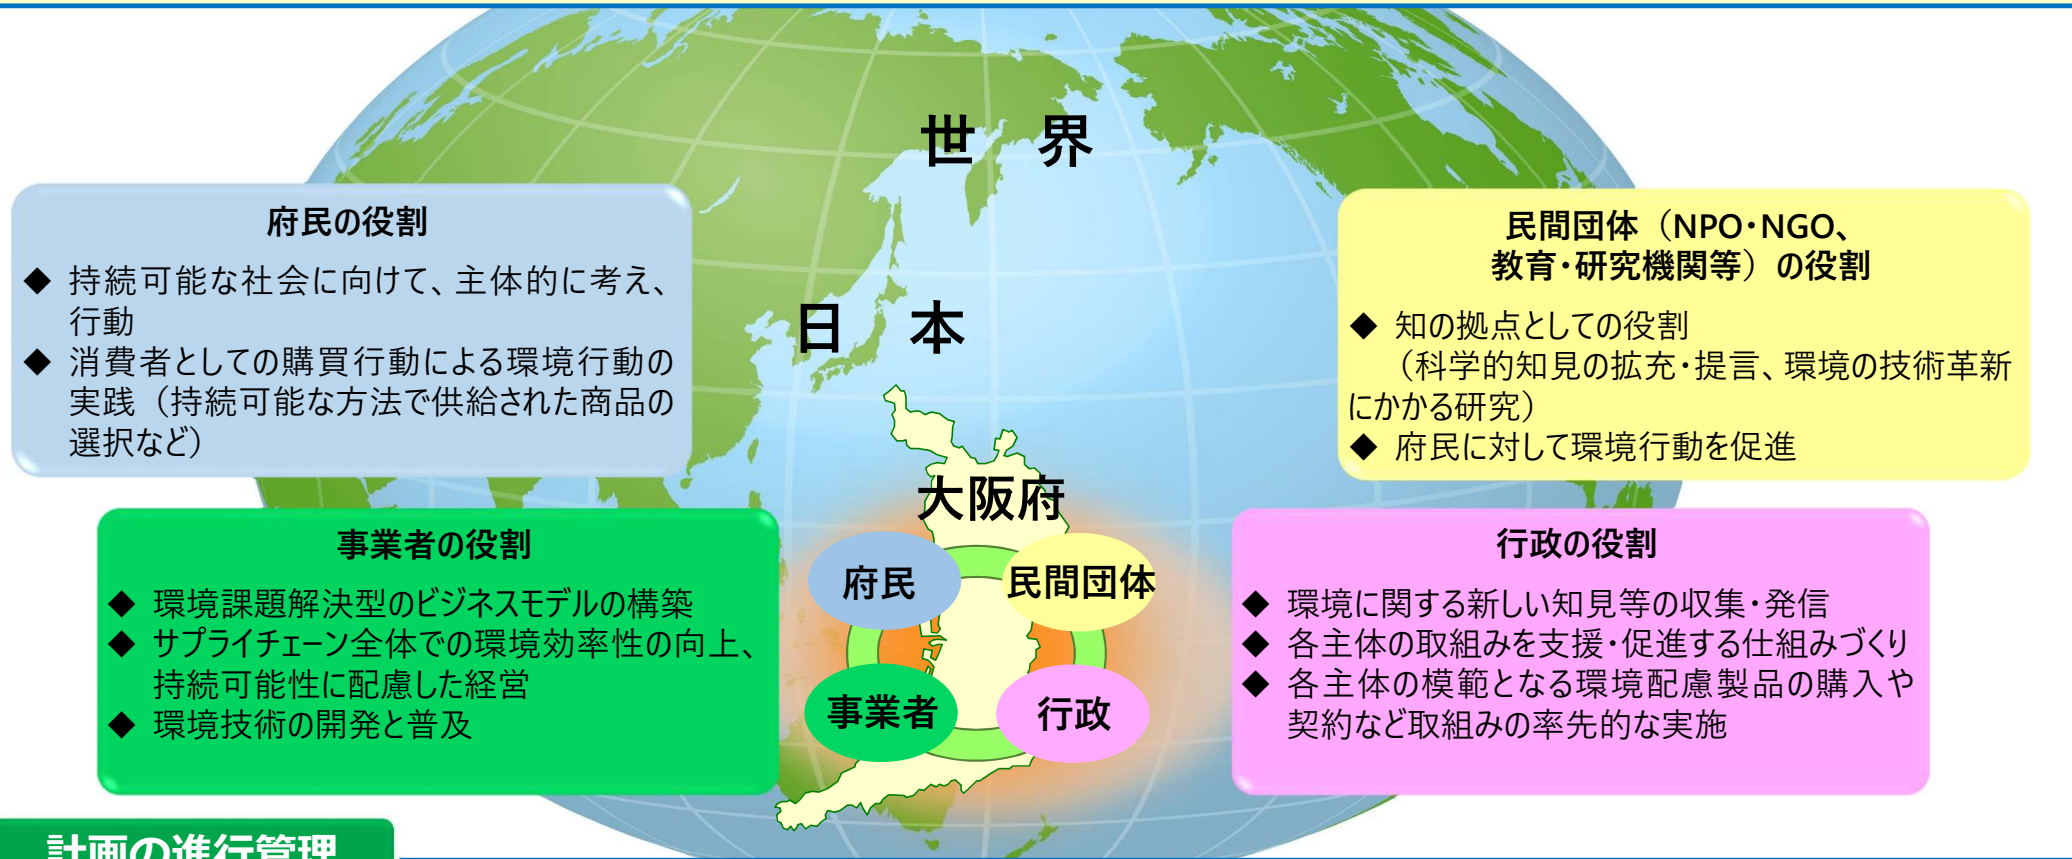 世　界
日　本
大阪府
府民の役割
◆ 持続可能な社会に向けて、主体的に考え、
行動
◆ 消費者としての購買行動による環境行動の
実践（持続可能な方法で供給された商品の
選択など）
民間団体（NPO・NGO、
教育・研究機関等）の役割
◆ 知の拠点としての役割
（科学的知見の拡充・提言、環境の技術革新
にかかる研究）
◆ 府民に対して環境行動を促進
事業者の役割
◆ 環境課題解決型のビジネスモデルの構築
◆ サプライチェーン全体での環境効率性の向上、
持続可能性に配慮した経営
◆ 環境技術の開発と普及
府民
民間団体
事業者
行政
行政の役割
◆ 環境に関する新しい知見等の収集・発信
◆ 各主体の取組みを支援・促進する仕組みづくり
◆ 各主体の模範となる環境配慮製品の購入や
契約など取組みの率先的な実施
計画の進行管理